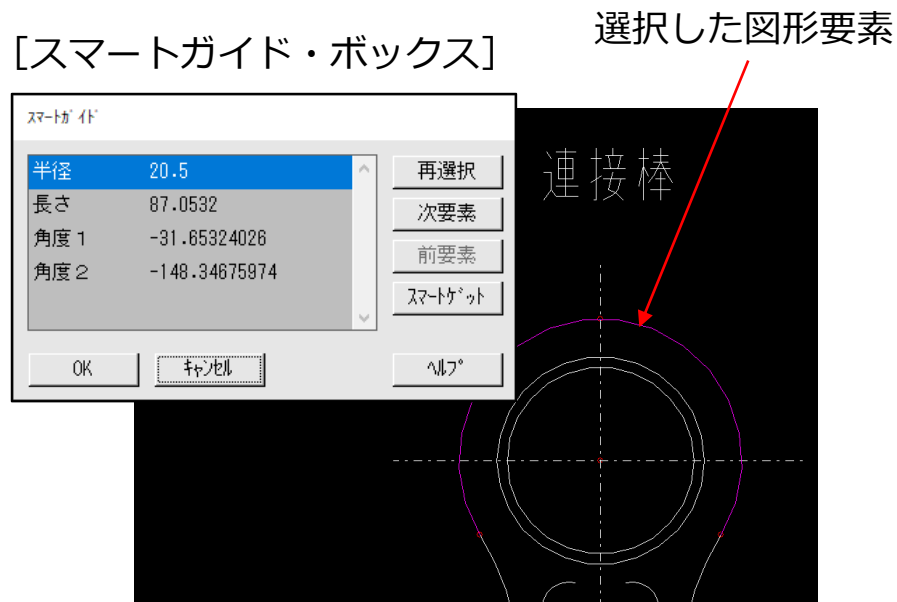 選択した図形要素
[スマートガイド・ボックス]
ｽﾏｰﾄｶﾞｲﾄﾞ
半径 20.5
長さ 87.0532
角度１ -31.65324026
角度２ -148.34675974
再選択
次要素
前要素
ｽﾏｰﾄｹﾞｯﾄ
OK
ｷｬﾝｾﾙ
ﾍﾙﾌﾟ
連接棒